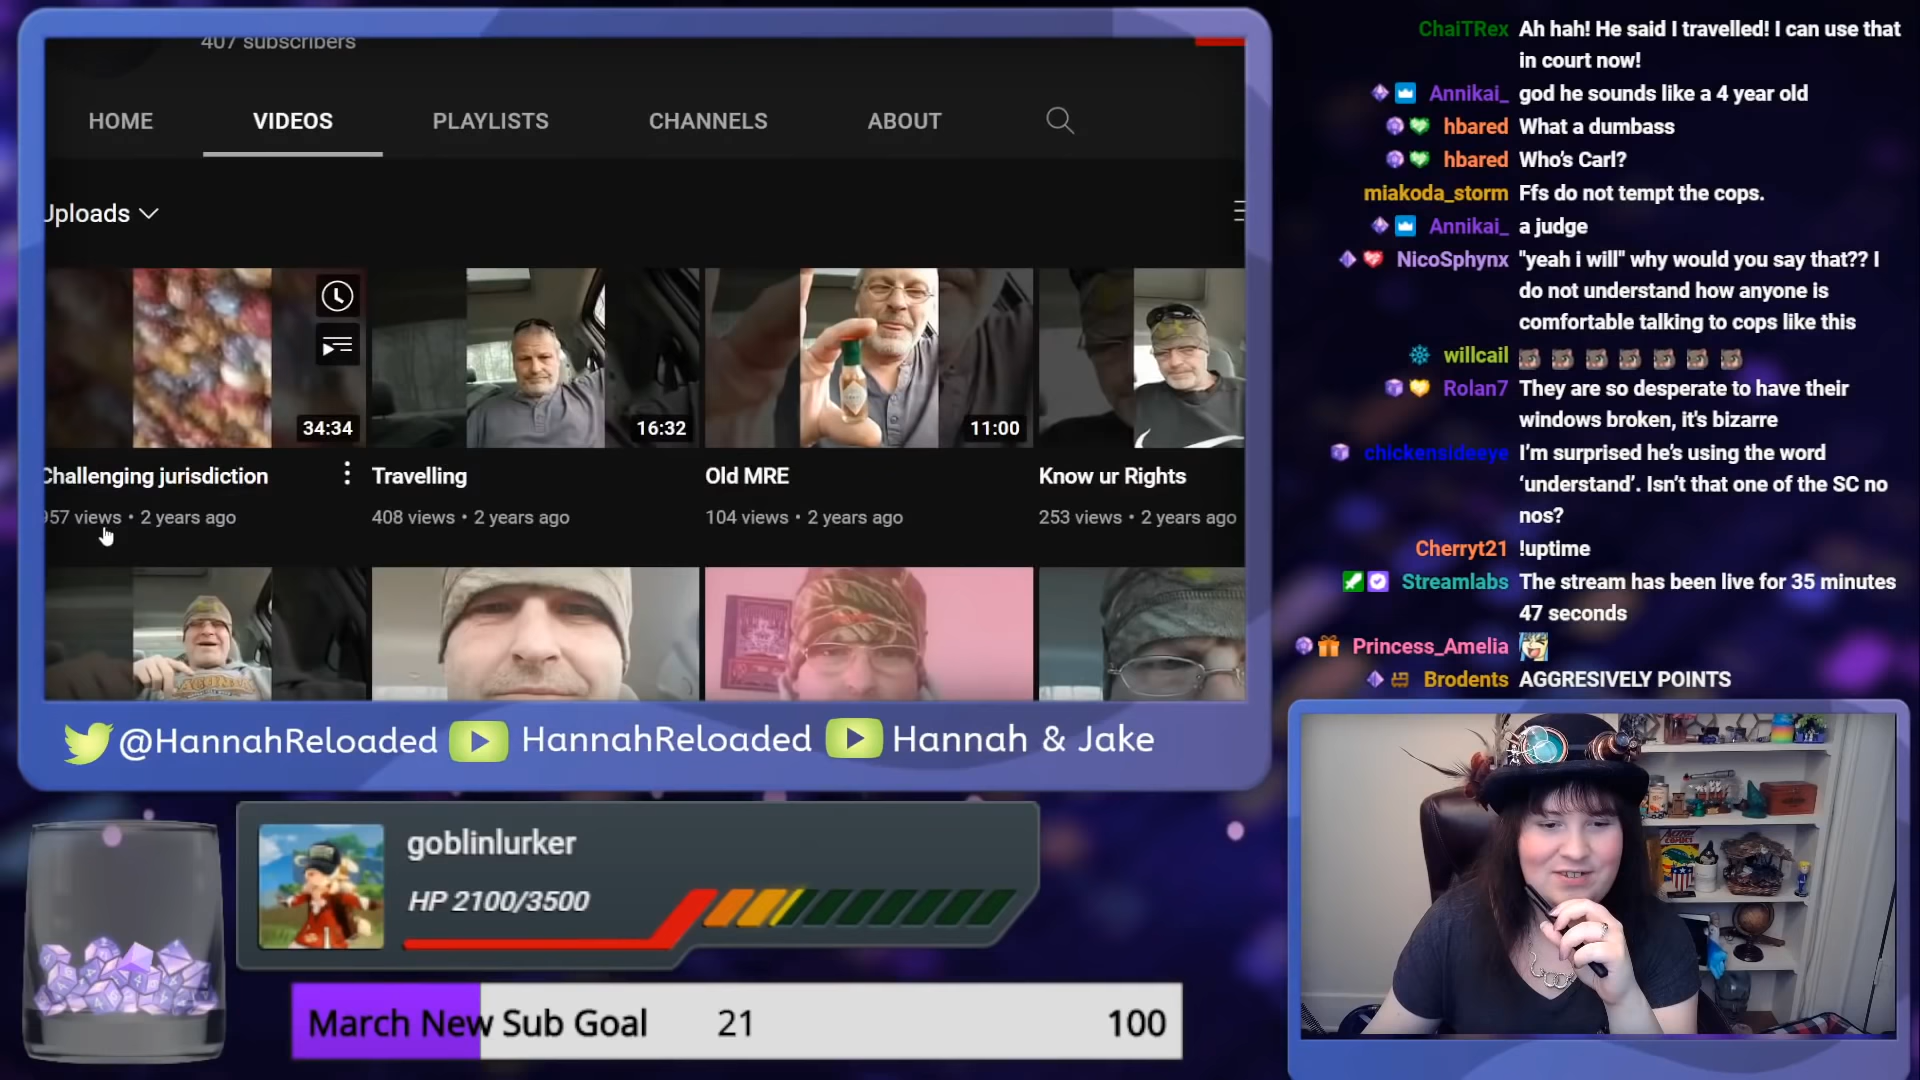 407 subscribers
HOME VIDEOS PLAYLISTS CHANNELS ABOUT
Uploads
34:34
16:32
11:00
Challenging jurisdiction
957 views • 2 years ago
Travelling
408 views • 2 years ago
Old MRE
104 views • 2 years ago
Know ur Rights
253 views • 2 years ago
@HannahReloaded HannahReloaded Hannah & Jake
goblinlurker
HP 2100/3500
March New Sub Goal 21 100
ChaiTRex Ah hah! He said I travelled! I can use that
in court now!
Annikai_ god he sounds like a 4 year old
hbared What a dumbass
hbared Who's Carl?
miakoda_storm Ffs do not tempt the cops.
Annikai_ a judge
NicoSphynx "yeah i will" why would you say that?? I
do not understand how anyone is
comfortable talking to cops like this
willcail
Rolan7 They are so desperate to have their
windows broken, it's bizarre
chickensideeye I'm surprised he's using the word
‘understand’. Isn't that one of the SC no
nos?
Cherryt21 !uptime
Streamlabs The stream has been live for 35 minutes
47 seconds
Princess_Amelia
Brodents AGGRESIVELY POINTS